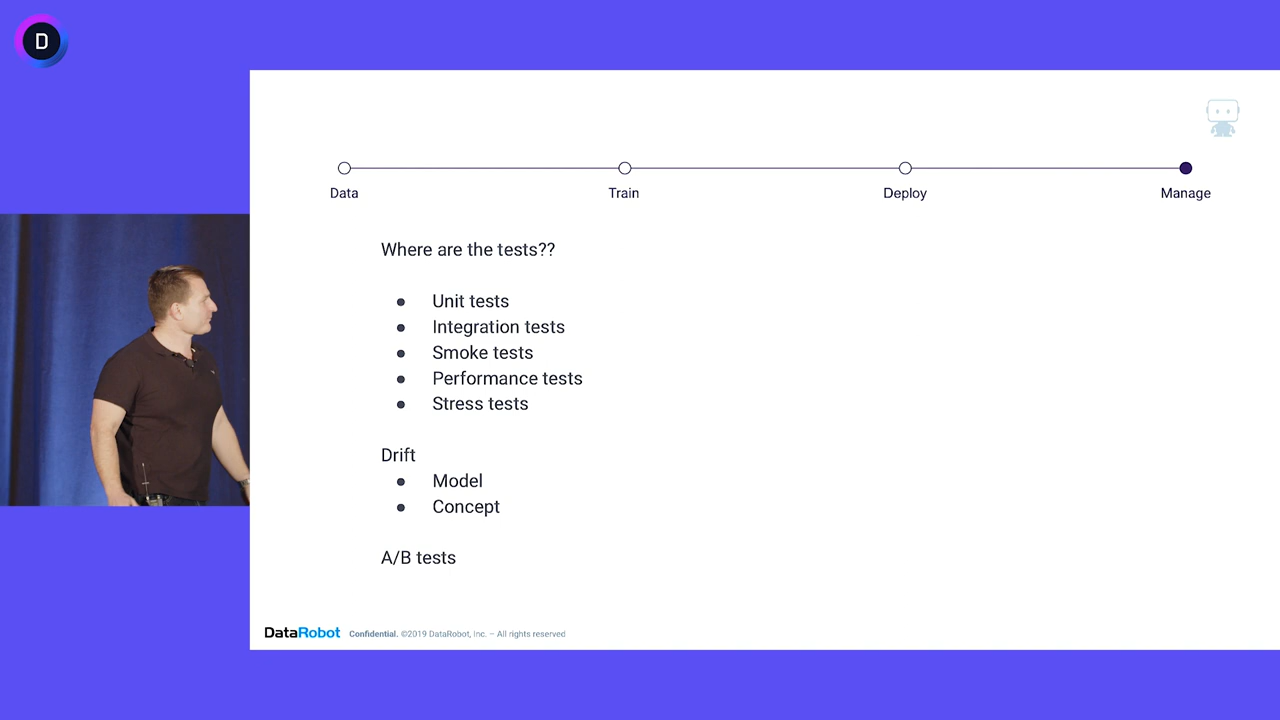 D
Data
Train
Deploy
Manage
Where are the tests??
● Unit tests
● Integration tests
● Smoke tests
● Performance tests
● Stress tests
Drift
● Model
● Concept
A/B tests
DataRobot Confidential. ©2019 DataRobot, Inc. – All rights reserved